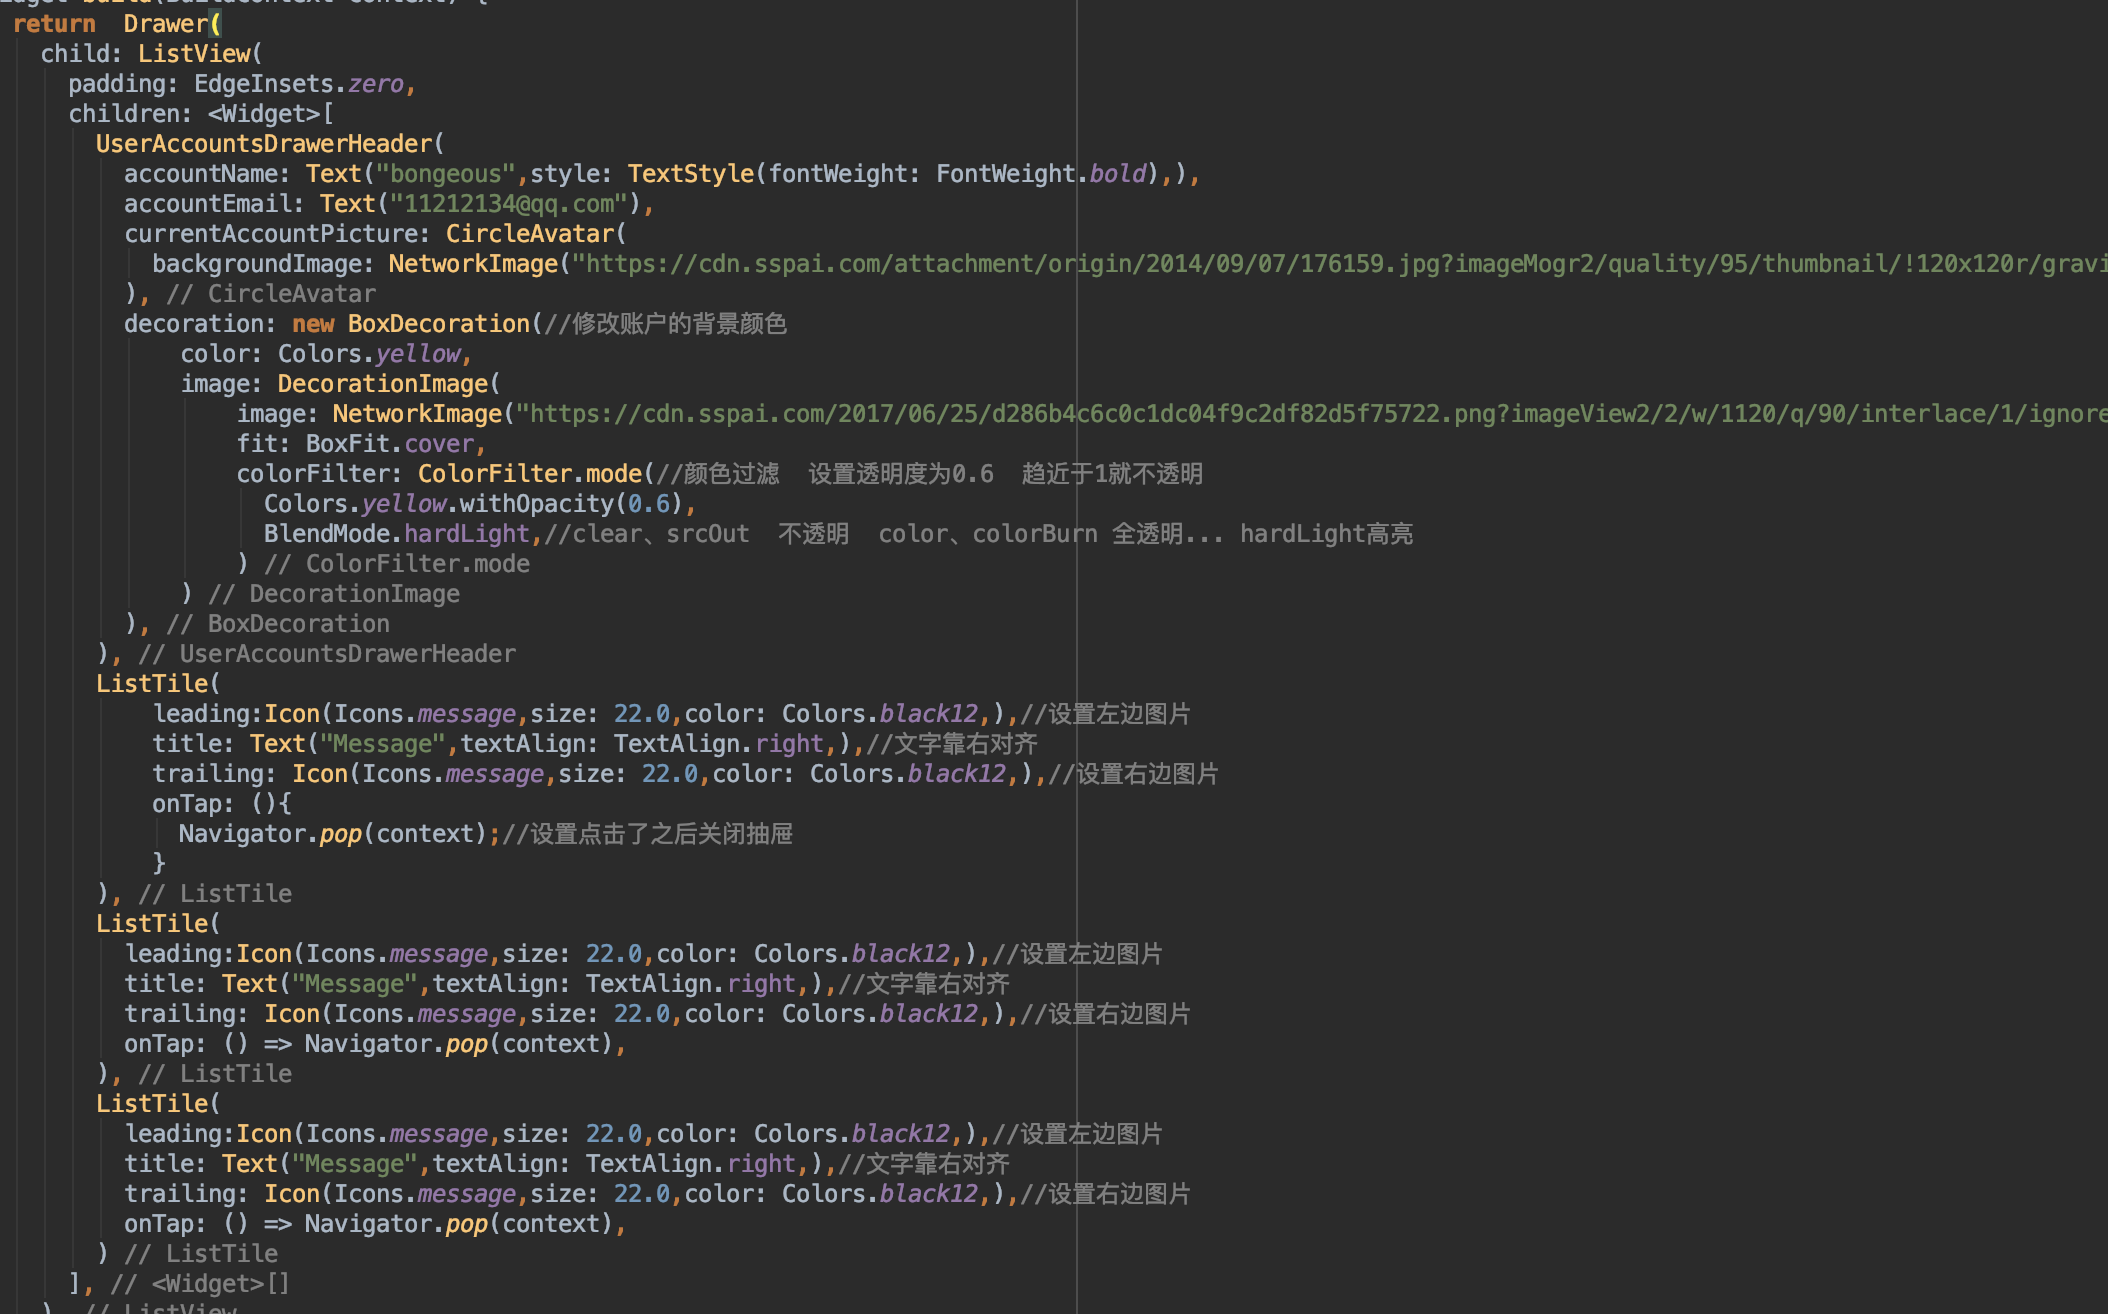 return  Drawer(
child: ListView(
padding: EdgeInsets.zero,
children: <Widget>[
UserAccountsDrawerHeader(
accountName: Text("bongeous",style: TextStyle(fontWeight: FontWeight.bold),),
accountEmail: Text("11212134@qq.com"),
currentAccountPicture: CircleAvatar(
backgroundImage: NetworkImage("https://cdn.sspai.com/attachment/origin/2014/09/07/176159.jpg?imageMogr2/quality/95/thumbnail/!120x120r/gravi
), // CircleAvatar
decoration: new BoxDecoration(//修改账户的背景颜色
color: Colors.yellow,
image: DecorationImage(
image: NetworkImage("https://cdn.sspai.com/2017/06/25/d286b4c6c0c1dc04f9c2df82d5f75722.png?imageView2/2/w/1120/q/90/interlace/1/ignore
fit: BoxFit.cover,
colorFilter: ColorFilter.mode(//颜色过滤  设置透明度为0.6  趋近于1就不透明
Colors.yellow.withOpacity(0.6),
BlendMode.hardLight,//clear、srcOut  不透明  color、colorBurn 全透明... hardLight高亮
) // ColorFilter.mode
) // DecorationImage
), // BoxDecoration
), // UserAccountsDrawerHeader
ListTile(
leading:Icon(Icons.message,size: 22.0,color: Colors.black12,),//设置左边图片
title: Text("Message",textAlign: TextAlign.right,),//文字靠右对齐
trailing: Icon(Icons.message,size: 22.0,color: Colors.black12,),//设置右边图片
onTap: (){
Navigator.pop(context);//设置点击了之后关闭抽屉
}
), // ListTile
ListTile(
leading:Icon(Icons.message,size: 22.0,color: Colors.black12,),//设置左边图片
title: Text("Message",textAlign: TextAlign.right,),//文字靠右对齐
trailing: Icon(Icons.message,size: 22.0,color: Colors.black12,),//设置右边图片
onTap: () => Navigator.pop(context),
), // ListTile
ListTile(
leading:Icon(Icons.message,size: 22.0,color: Colors.black12,),//设置左边图片
title: Text("Message",textAlign: TextAlign.right,),//文字靠右对齐
trailing: Icon(Icons.message,size: 22.0,color: Colors.black12,),//设置右边图片
onTap: () => Navigator.pop(context),
) // ListTile
], // <Widget>[]
) // ListView